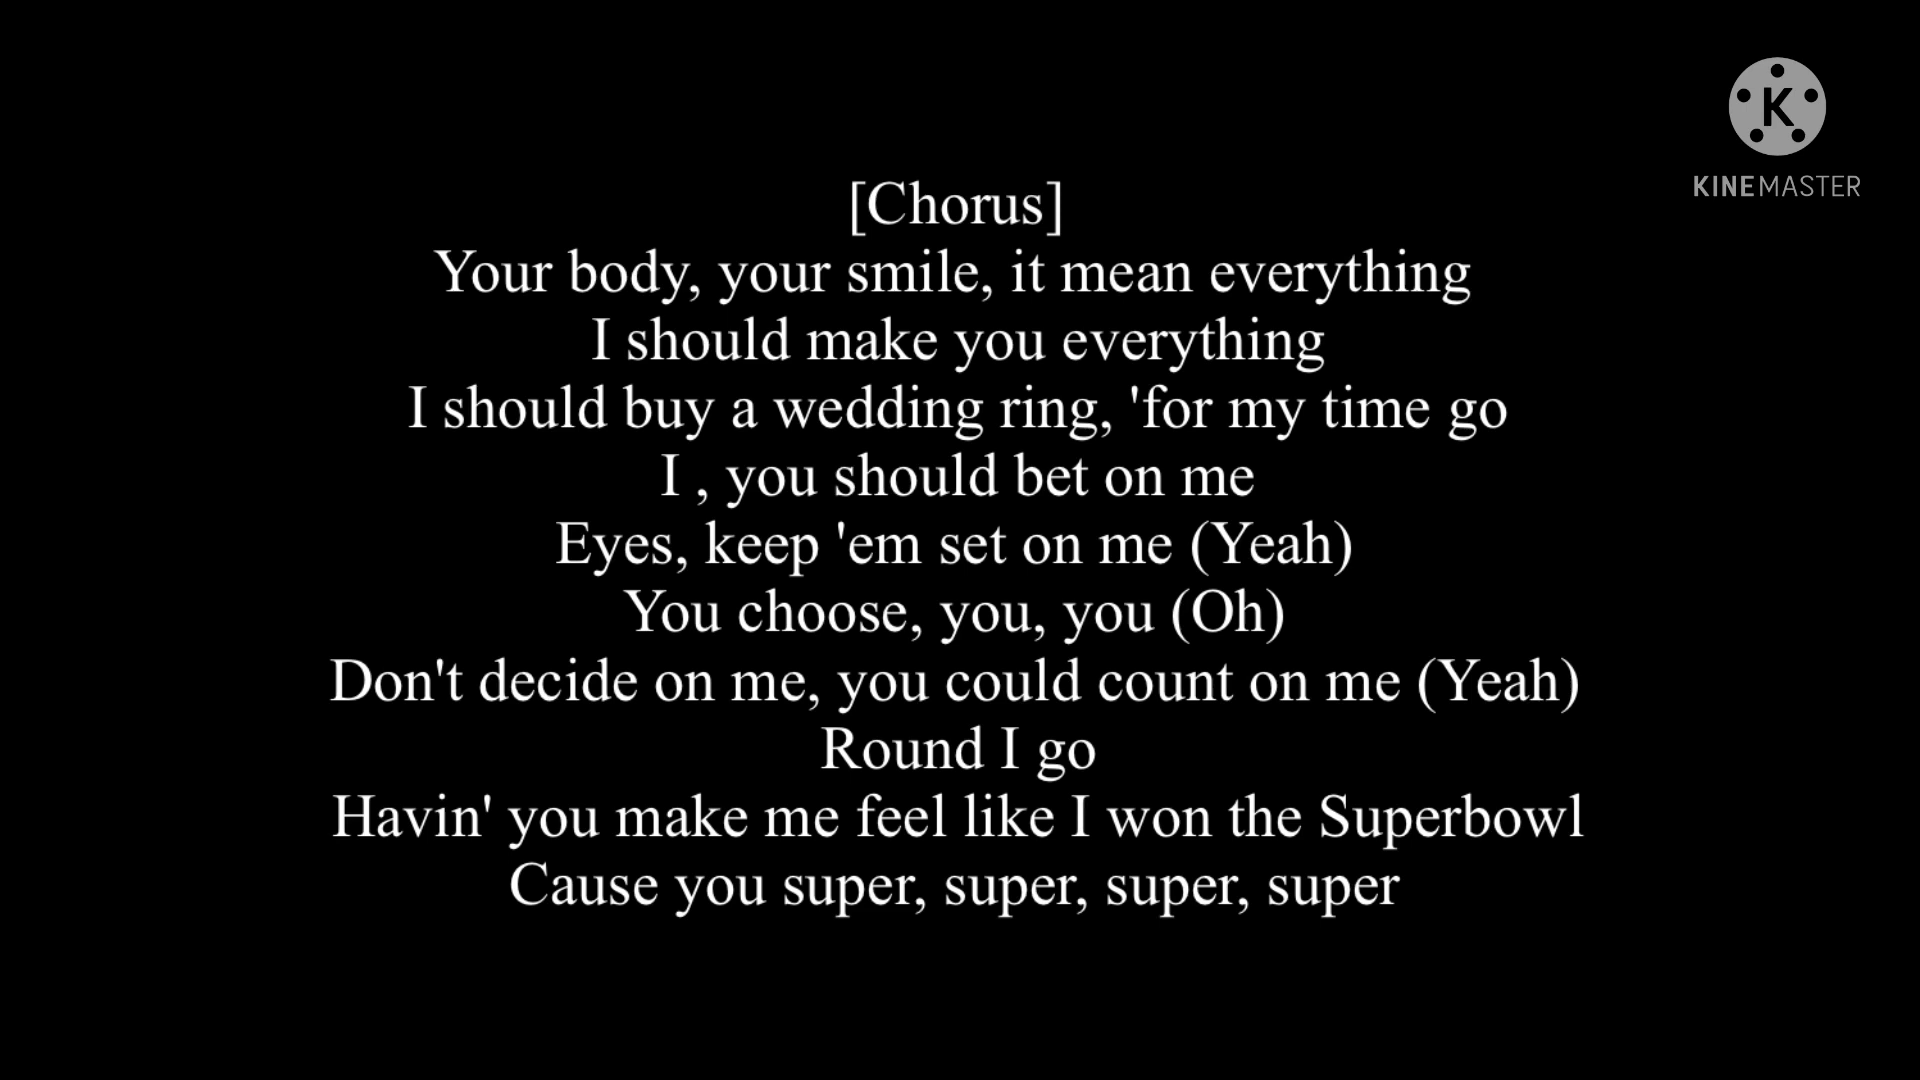 KINEMASTER
[Chorus]
Your body, your smile, it mean everything
I should make you everything
I should buy a wedding ring, 'for my time go
I , you should bet on me
Eyes, keep 'em set on me (Yeah)
You choose, you, you (Oh)
Don't decide on me, you could count on me (Yeah)
Round I go
Havin' you make me feel like I won the Superbowl
Cause you super, super, super, super